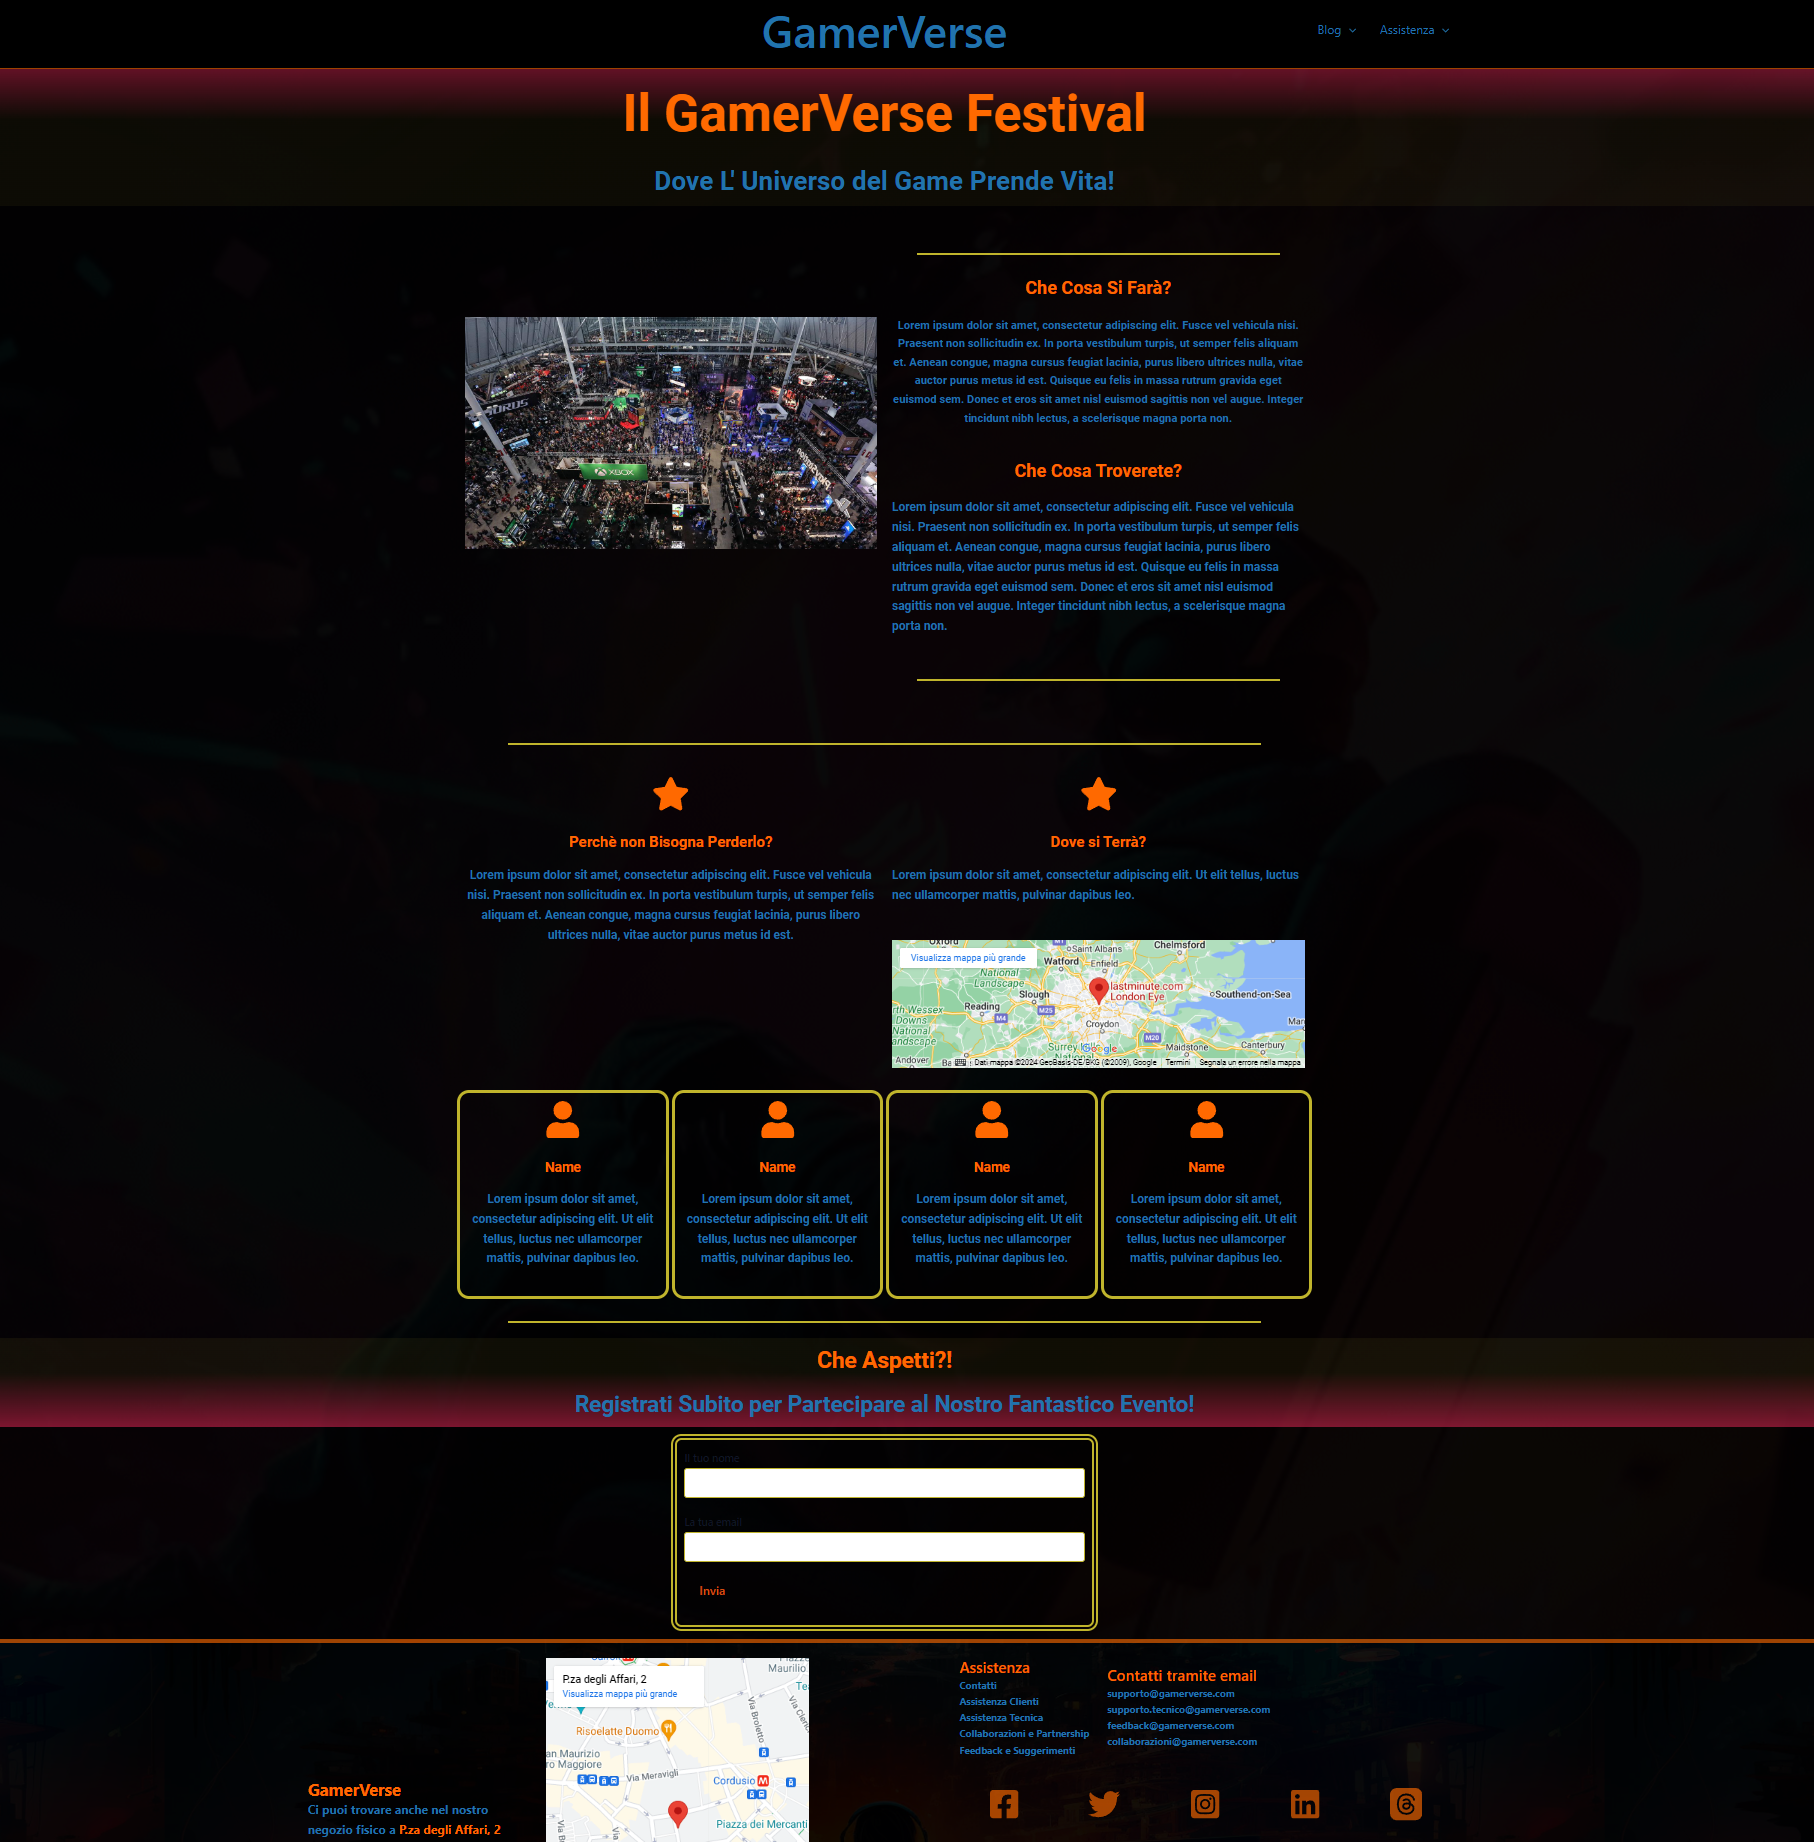 GamerVerse
Blog
Assistenza
Il GamerVerse Festival
Dove L' Universo del Game Prende Vita!
AORUS
XBOX
Che Cosa Si Farà?
Lorem ipsum dolor sit amet, consectetur adipiscing elit. Fusce vel vehicula nisi.
Praesent non sollicitudin ex. In porta vestibulum turpis, ut semper felis aliquam
et. Aenean congue, magna cursus feugiat lacinia, purus libero ultrices nulla, vitae
auctor purus metus id est. Quisque eu felis in massa rutrum gravida eget
euismod sem. Donec et eros sit amet nisl euismod sagittis non vel augue. Integer
tincidunt nibh lectus, a scelerisque magna porta non.
Che Cosa Troverete?
Lorem ipsum dolor sit amet, consectetur adipiscing elit. Fusce vel vehicula
nisi. Praesent non sollicitudin ex. In porta vestibulum turpis, ut semper felis
aliquam et. Aenean congue, magna cursus feugiat lacinia, purus libero
ultrices nulla, vitae auctor purus metus id est. Quisque eu felis in massa
rutrum gravida eget euismod sem. Donec et eros sit amet nisl euismod
sagittis non vel augue. Integer tincidunt nibh lectus, a scelerisque magna
porta non.
Perchè non Bisogna Perderlo?
Lorem ipsum dolor sit amet, consectetur adipiscing elit. Fusce vel vehicula
nisi. Praesent non sollicitudin ex. In porta vestibulum turpis, ut semper felis
aliquam et. Aenean congue, magna cursus feugiat lacinia, purus libero
ultrices nulla, vitae auctor purus metus id est.
Dove si Terrà?
Lorem ipsum dolor sit amet, consectetur adipiscing elit. Ut elit tellus, luctus
nec ullamcorper mattis, pulvinar dapibus leo.
Oxford
Saint Albans
Chelmsford
Visualizza mappa più grande
Watford
Enfield
National
Landscape
Slough
lastminute.com
London Eye
Southend-on-Sea
Reading
M25
M4
Downs
National
Croydon
M20
Surrey Hills
National
Google
Maidstone
Canterbury
Andover
Dati mappa ©2024 GeoBasis-DE/BKG (©2009), Google
Termini
Segnala un errore nella mappa
Name
Lorem ipsum dolor sit amet,
consectetur adipiscing elit. Ut elit
tellus, luctus nec ullamcorper
mattis, pulvinar dapibus leo.
Name
Lorem ipsum dolor sit amet,
consectetur adipiscing elit. Ut elit
tellus, luctus nec ullamcorper
mattis, pulvinar dapibus leo.
Name
Lorem ipsum dolor sit amet,
consectetur adipiscing elit. Ut elit
tellus, luctus nec ullamcorper
mattis, pulvinar dapibus leo.
Name
Lorem ipsum dolor sit amet,
consectetur adipiscing elit. Ut elit
tellus, luctus nec ullamcorper
mattis, pulvinar dapibus leo.
Che Aspetti?!
Registrati Subito per Partecipare al Nostro Fantastico Evento!
Il tuo nome
La tua email
Invia
GamerVerse
Ci puoi trovare anche nel nostro
negozio fisico a P.za degli Affari, 2
P.za degli Affari, 2
Visualizza mappa più grande
Maurilio
Via Broletto
Risoelatte Duomo
an Maurizio
ro Maggiore
Via Meravigli
Cordusio
Piazza dei Mercanti
Assistenza
Contatti
Assistenza Clienti
Assistenza Tecnica
Collaborazioni e Partnership
Feedback e Suggerimenti
Contatti tramite email
supporto@gamerverse.com
supporto.tecnico@gamerverse.com
feedback@gamerverse.com
collaborazioni@gamerverse.com